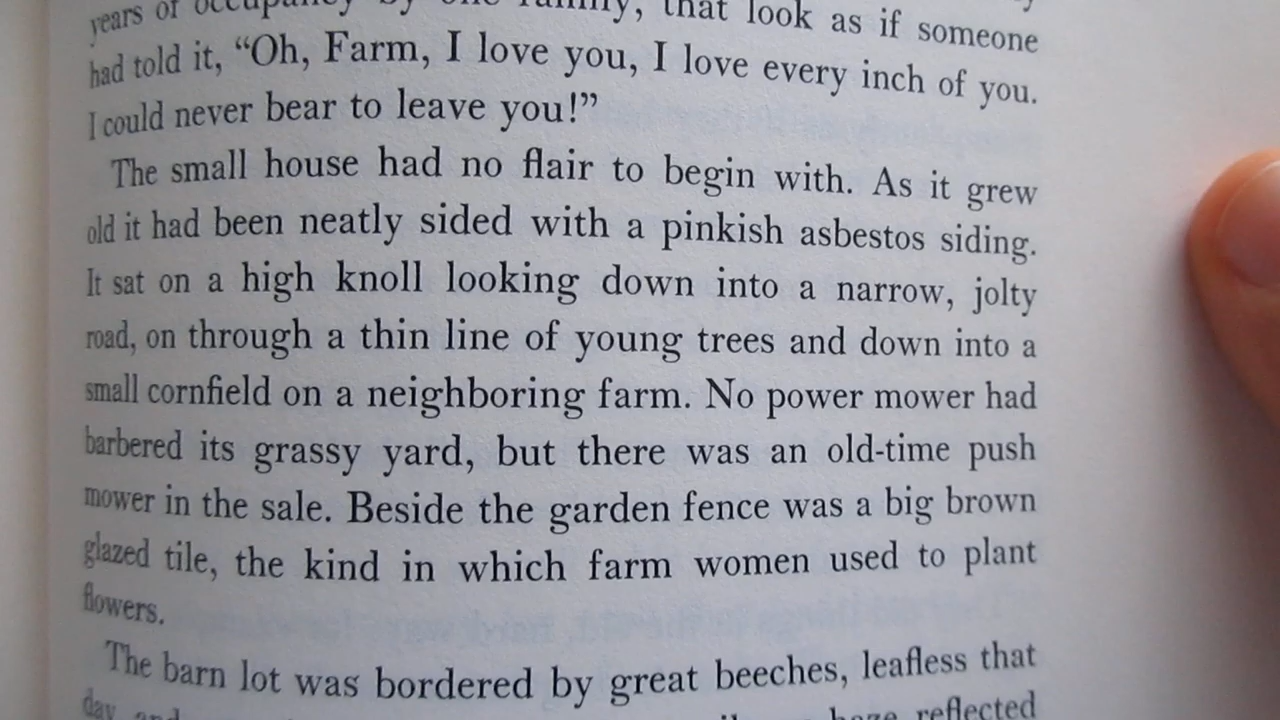 years of occupancy by one family, that look as if someone
had told it, “Oh, Farm, I love you, I love every inch of you.
I could never bear to leave you!”
The small house had no flair to begin with. As it grew
old it had been neatly sided with a pinkish asbestos siding.
It sat on a high knoll looking down into a narrow, jolty
road, on through a thin line of young trees and down into a
small cornfield on a neighboring farm. No power mower had
barbered its grassy yard, but there was an old-time push
mower in the sale. Beside the garden fence was a big brown
glazed tile, the kind in which farm women used to plant
flowers.
The barn lot was bordered by great beeches, leafless that
day and haze reflected